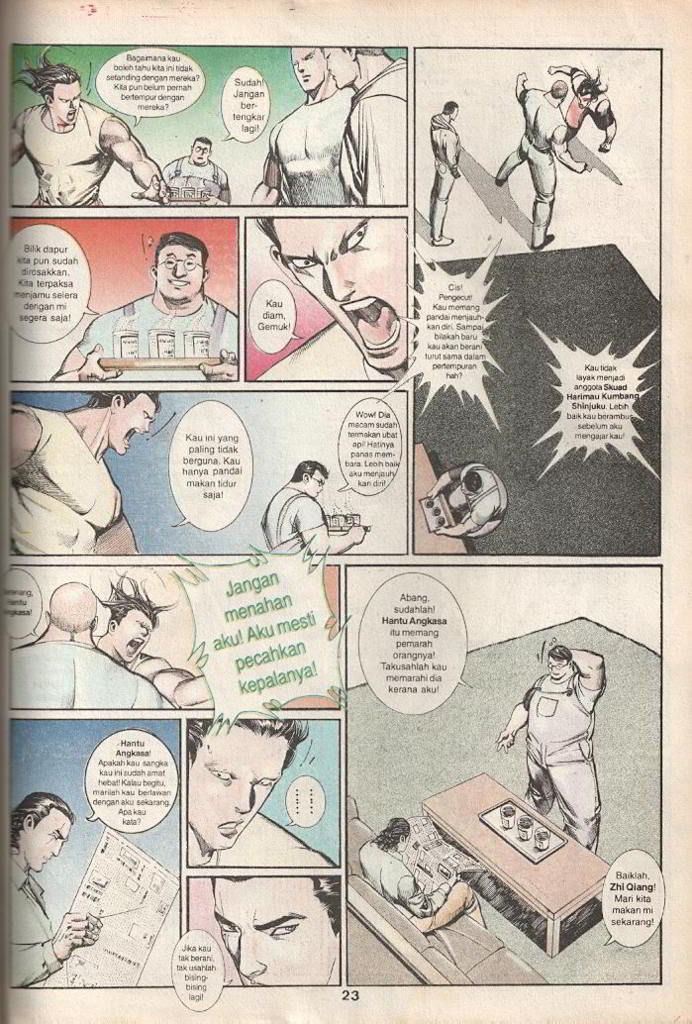 Bagaimana kau
boleh tahu kita ini tidak
setanding dengan mereka?
Kita pun belum pernah
bertempur dengan
mereka?
Sudah!
Jangan
ber-
tengkar
lagi!
Bilik dapur
kita pun sudah
dirosakkan.
Kita terpaksa
menjamu selera
dengan mi
segera saja!
Kau
diam,
Gemuk!
Cis!
Pengecut!
Kau memang
pandai menjauh-
kan diri. Sampai
bilakah baru
kau akan berani
turut sama dalam
pertempuran
hah?
Kau tidak
layak menjadi
anggota Skuad
Harimau Kumbang
Shinjuku. Lebih
baik kau berambus
sebelum aku
mengajar kau!
Kau ini yang
paling tidak
berguna. Kau
hanya pandai
makan tidur
saja!
Wow! Dia
macam sudah
termakan ubat
api! Hatinya
panas mem-
bara. Lebih baik
aku menjauh-
kan diri!
Hantu
Angkasa!
Jangan
menahan
aku! Aku mesti
pecahkan
kepalanya!
Abang,
sudahlah!
Hantu Angkasa
itu memang
pemarah
orangnya!
Takusahlah kau
memarahi dia
kerana aku!
Hantu
Angkasa!
Apakah kau sangka
kau ini sudah amat
hebat! Kalau begitu,
mariiah kau berlawan
dengan aku sekarang.
Apa kau
kata?
......
Jika kau
tak berani,
tak usahlah
bising-
bising
lagi!
Baiklah,
Zhi Qiang!
Mari kita
makan mi
sekarang!
23